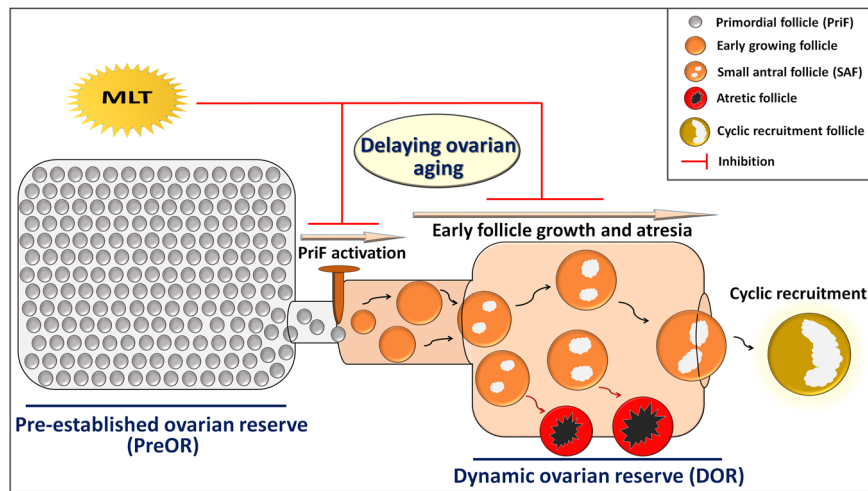 MLT
Delaying ovarian
aging
PriF activation
Early follicle growth and atresia
Cyclic recruitment
Pre-established ovarian reserve
(PreOR)
Dynamic ovarian reserve (DOR)
Primordial follicle (PriF)
Early growing follicle
Small antral follicle (SAF)
Atretic follicle
Cyclic recruitment follicle
Inhibition